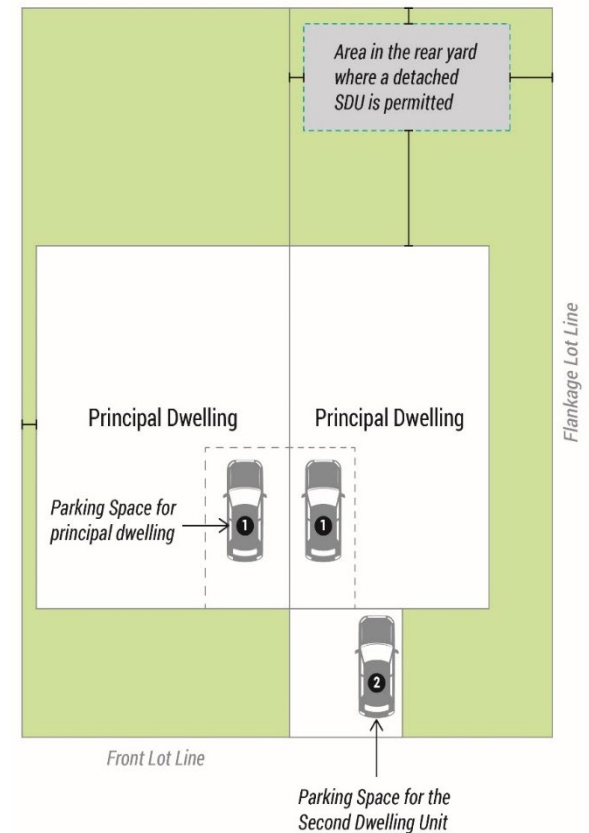 Area in the rear yard
where a detached
SDU is permitted
Flankage Lot Line
Principal Dwelling
Principal Dwelling
Parking Space for
principal dwelling
1
1
2
Front Lot Line
Parking Space for the
Second Dwelling Unit